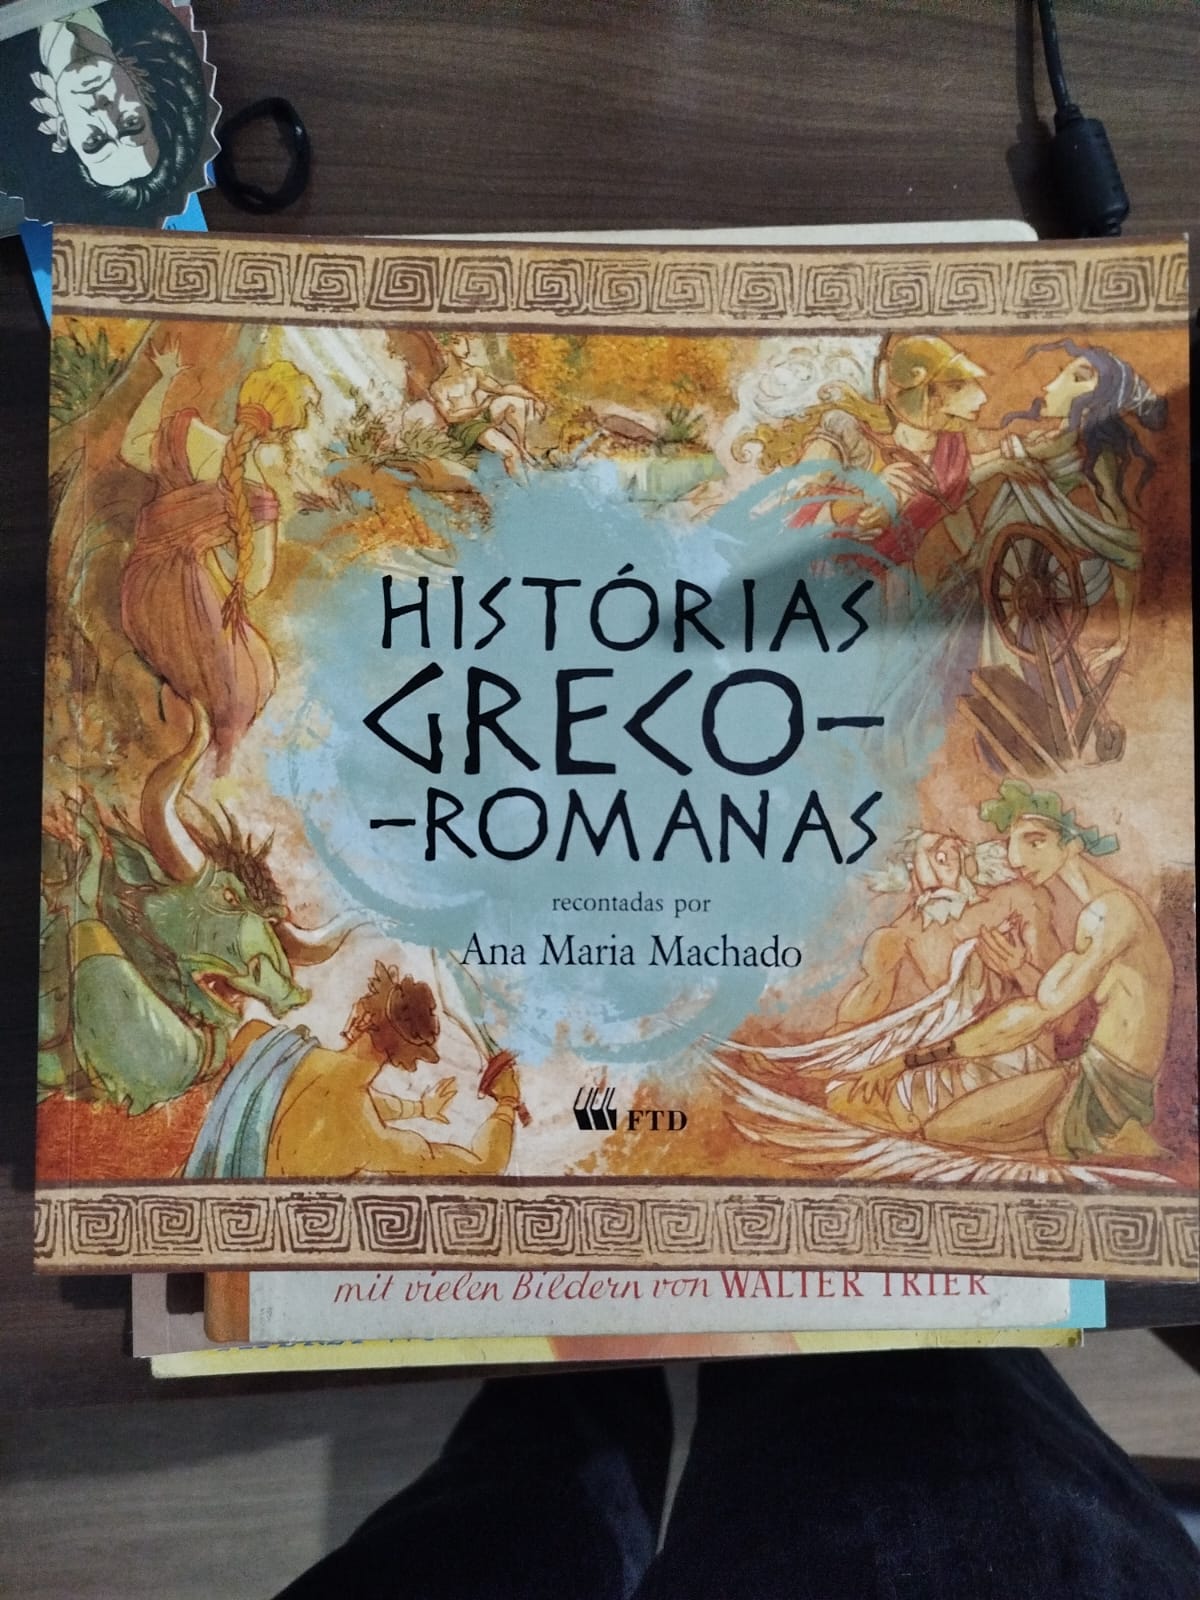 HISTÓRIAS
GRECO-
-ROMANAS
recontadas por
Ana Maria Machado
FTD
mit vielen Bildern von WALTER TRIER